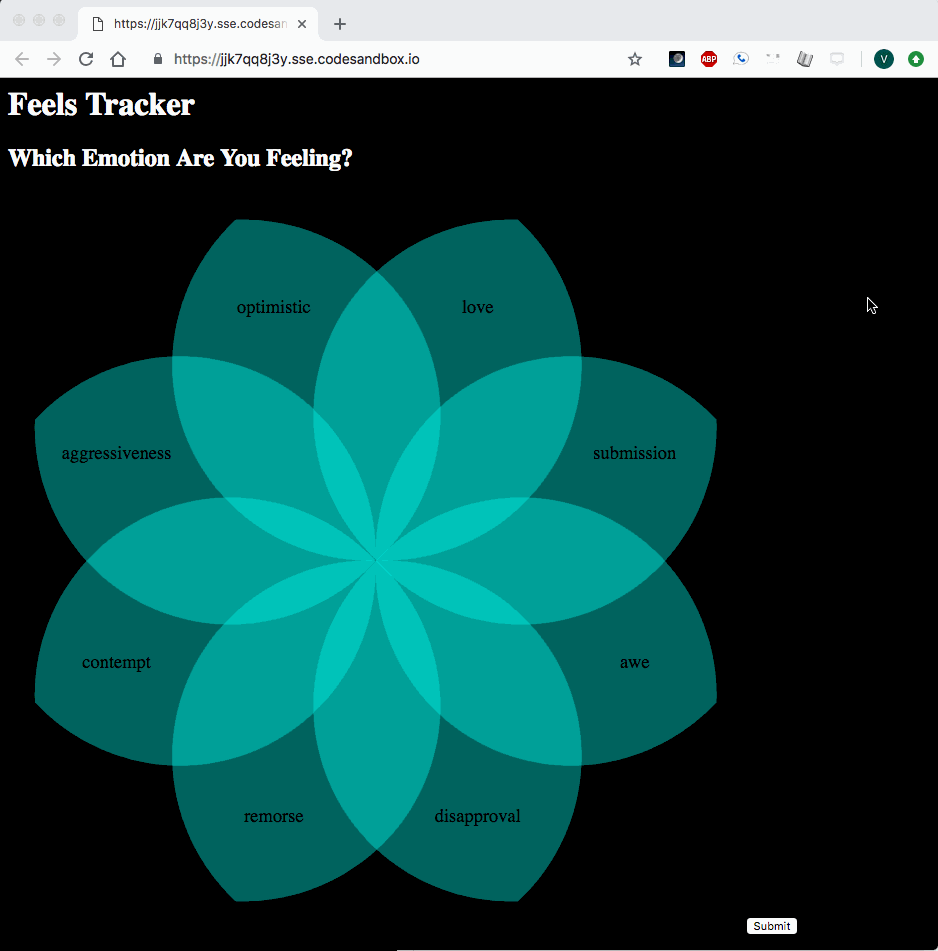 https://jjk7qq8j3y.sse.codesan
https://jjk7qq8j3y.sse.codesandbox.io
ABP
V
Feels Tracker
Which Emotion Are You Feeling?
optimistic
love
aggressiveness
submission
contempt
awe
remorse
disapproval
Submit